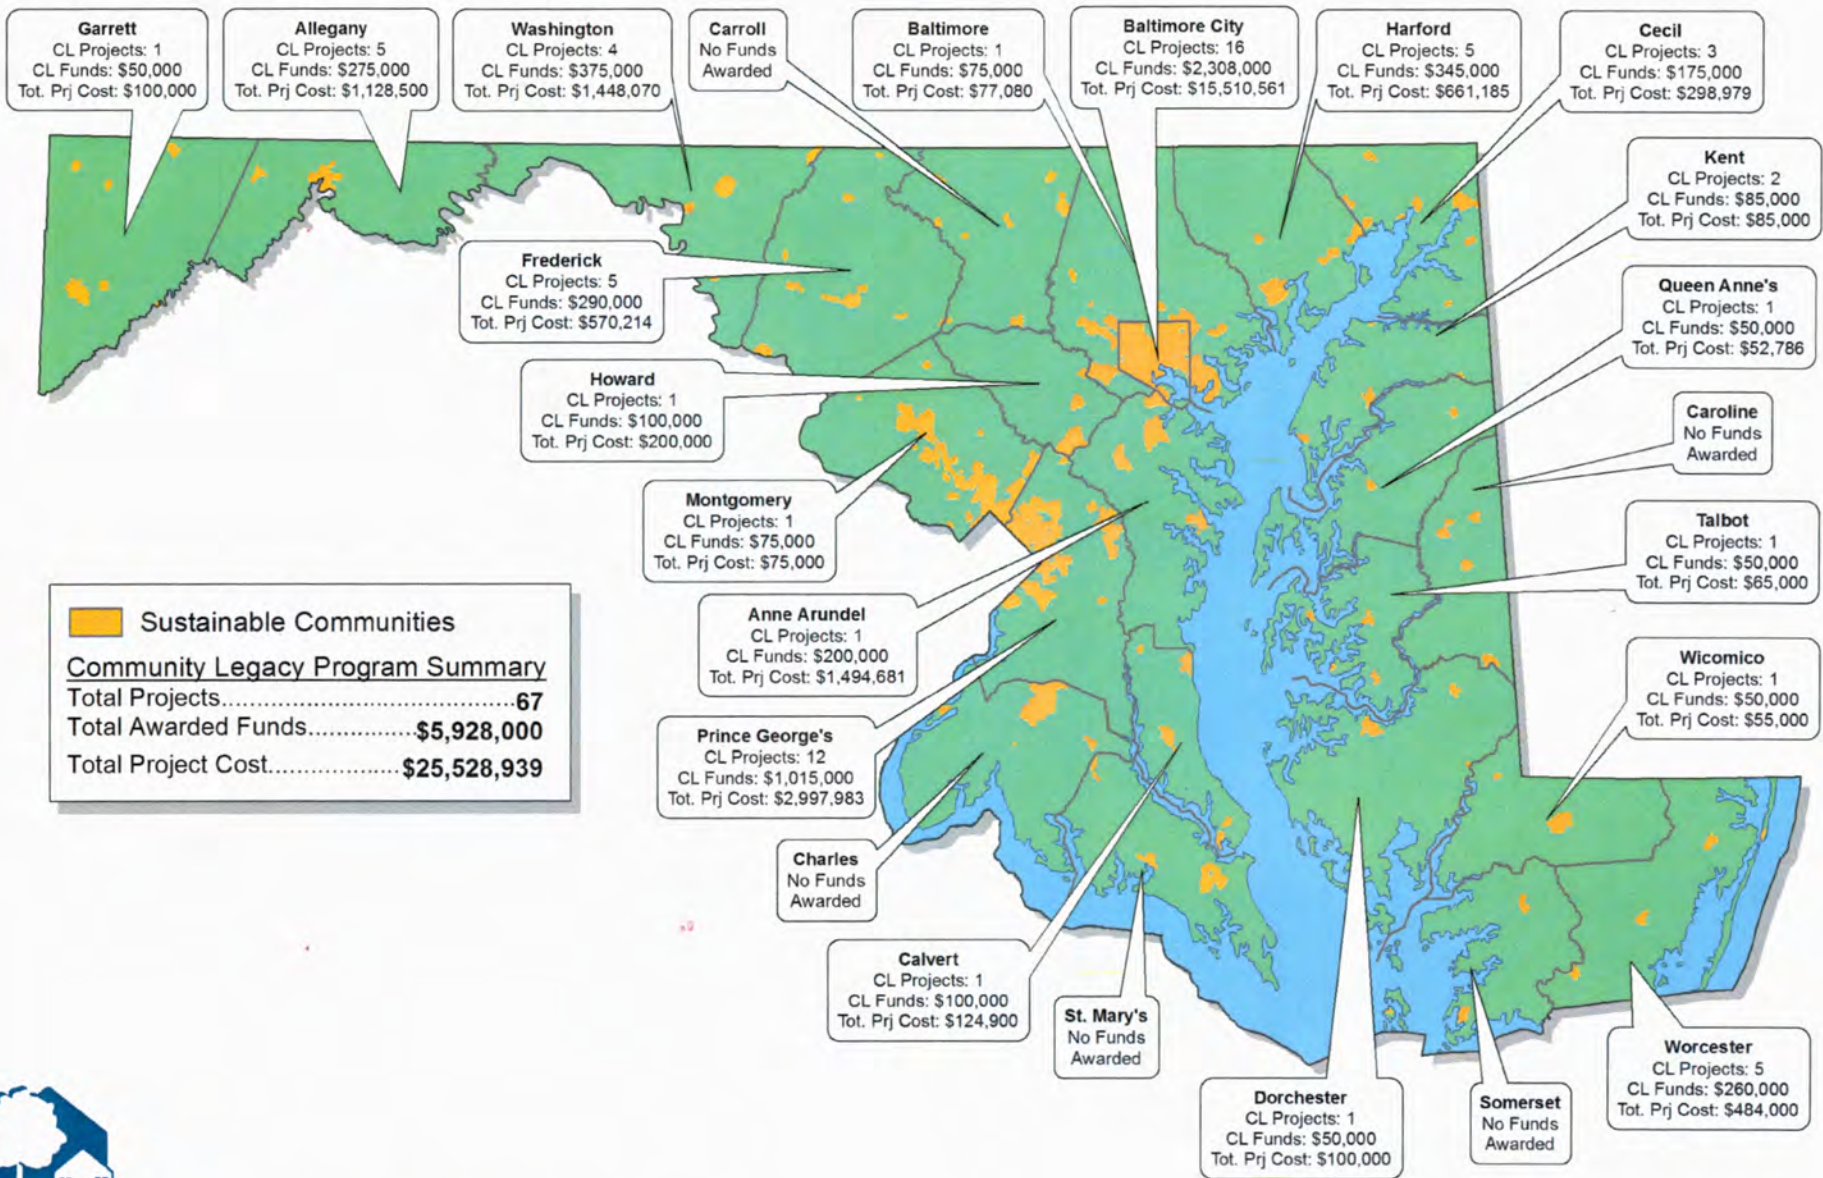 Garrett
CL Projects: 1
CL Funds: $50,000
Tot. Prj Cost: $100,000
Allegany
CL Projects: 5
CL Funds: $275,000
Tot. Prj Cost: $1,128,500
Washington
CL Projects: 4
CL Funds: $375,000
Tot. Prj Cost: $1,448,070
Carroll
No Funds
Awarded
Baltimore
CL Projects: 1
CL Funds: $75,000
Tot. Prj Cost: $77,080
Baltimore City
CL Projects: 16
CL Funds: $2,308,000
Tot. Prj Cost: $15,510,561
Harford
CL Projects: 5
CL Funds: $345,000
Tot. Prj Cost: $661,185
Cecil
CL Projects: 3
CL Funds: $175,000
Tot. Prj Cost: $298,979
Kent
CL Projects: 2
CL Funds: $85,000
Tot. Prj Cost: $85,000
Frederick
CL Projects: 5
CL Funds: $290,000
Tot. Prj Cost: $570,214
Queen Anne's
CL Projects: 1
CL Funds: $50,000
Tot. Prj Cost: $52,786
Howard
CL Projects: 1
CL Funds: $100,000
Tot. Prj Cost: $200,000
Caroline
No Funds
Awarded
Montgomery
CL Projects: 1
CL Funds: $75,000
Tot. Prj Cost: $75,000
Talbot
CL Projects: 1
CL Funds: $50,000
Tot. Prj Cost: $65,000
Sustainable Communities
Community Legacy Program Summary
Total Projects....................................67
Total Awarded Funds.............$5,928,000
Total Project Cost..................$25,528,939
Anne Arundel
CL Projects: 1
CL Funds: $200,000
Tot. Prj Cost: $1,494,681
Wicomico
CL Projects: 1
CL Funds: $50,000
Tot. Prj Cost: $55,000
Prince George's
CL Projects: 12
CL Funds: $1,015,000
Tot. Prj Cost: $2,997,983
Charles
No Funds
Awarded
Calvert
CL Projects: 1
CL Funds: $100,000
Tot. Prj Cost: $124,900
St. Mary's
No Funds
Awarded
Dorchester
CL Projects: 1
CL Funds: $50,000
Tot. Prj Cost: $100,000
Somerset
No Funds
Awarded
Worcester
CL Projects: 5
CL Funds: $260,000
Tot. Prj Cost: $484,000